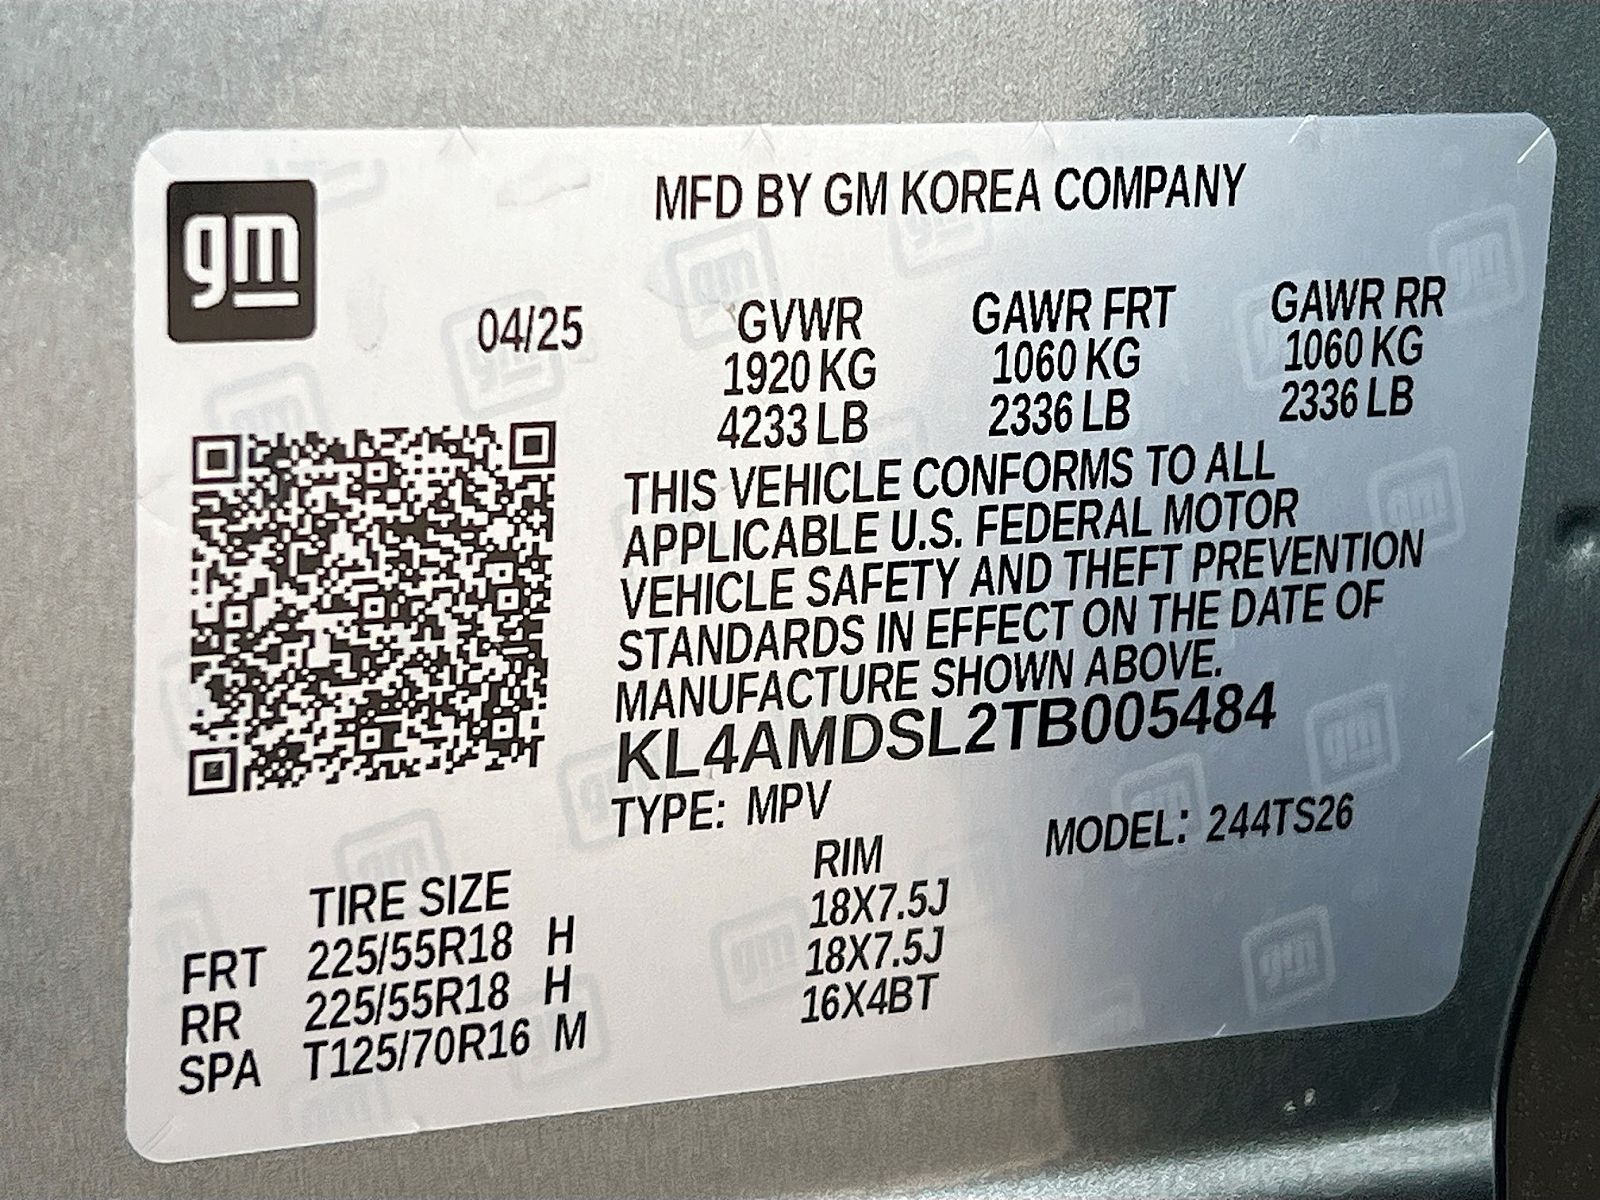 gm
MFD BY GM KOREA COMPANY
04/25
GVWR GAWR FRT GAWR RR
1920 KG 1060 KG 1060 KG
4233 LB 2336 LB 2336 LB
THIS VEHICLE CONFORMS TO ALL
APPLICABLE U.S. FEDERAL MOTOR
VEHICLE SAFETY AND THEFT PREVENTION
STANDARDS IN EFFECT ON THE DATE OF
MANUFACTURE SHOWN ABOVE.
KL4AMDSL2TB005484
TYPE: MPV MODEL: 244TS26
TIRE SIZE RIM
FRT 225/55R18 H 18X7.5J
RR 225/55R18 H 18X7.5J
SPA T125/70R16 M 16X4BT